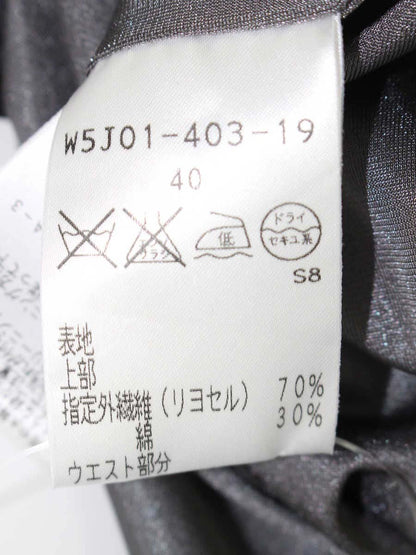 W5J01-403-19
40
低
ドライ
セキユ系
S8
表地
上部
指定外繊維(リヨセル) 70%
綿 30%
ウエスト部分